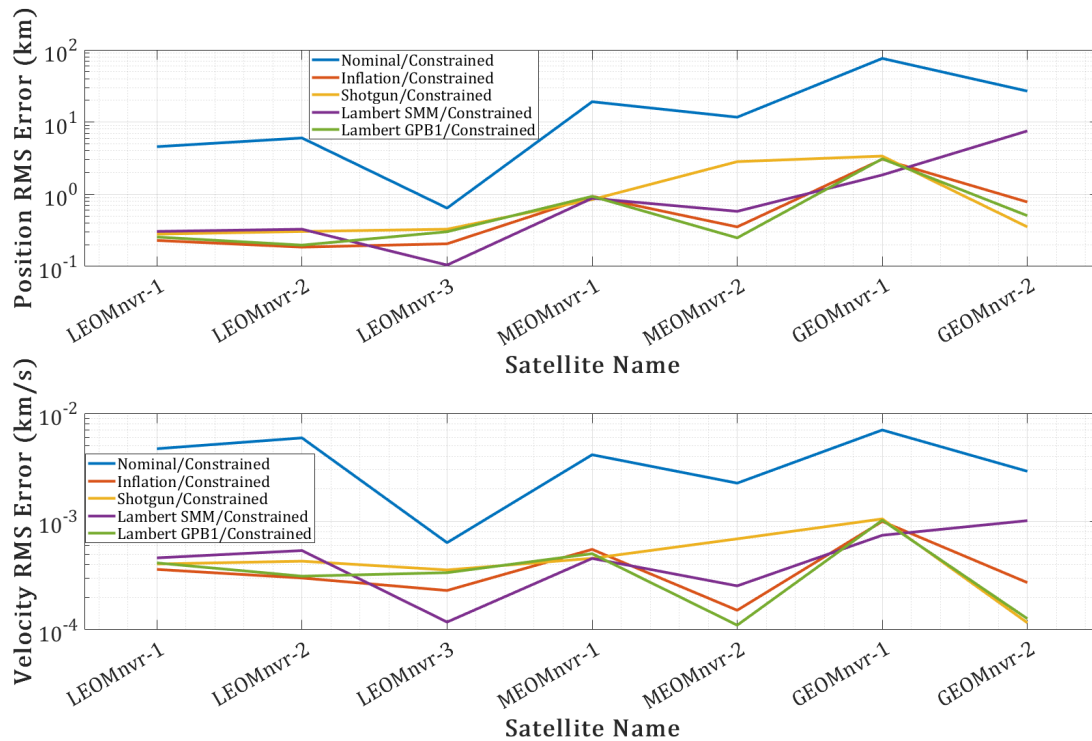 Position RMS Error (km)
10^2
10^1
10^0
10^-1
Nominal/Constrained
Inflation/Constrained
Shotgun/Constrained
Lambert SMM/Constrained
Lambert GPB1/Constrained
LEOMnvr-1
LEOMnvr-2
LEOMnvr-3
MEOMnvr-1
MEOMnvr-2
GEOMnvr-1
GEOMnvr-2
Satellite Name
Velocity RMS Error (km/s)
10^-2
10^-3
10^-4
Nominal/Constrained
Inflation/Constrained
Shotgun/Constrained
Lambert SMM/Constrained
Lambert GPB1/Constrained
LEOMnvr-1
LEOMnvr-2
LEOMnvr-3
MEOMnvr-1
MEOMnvr-2
GEOMnvr-1
GEOMnvr-2
Satellite Name